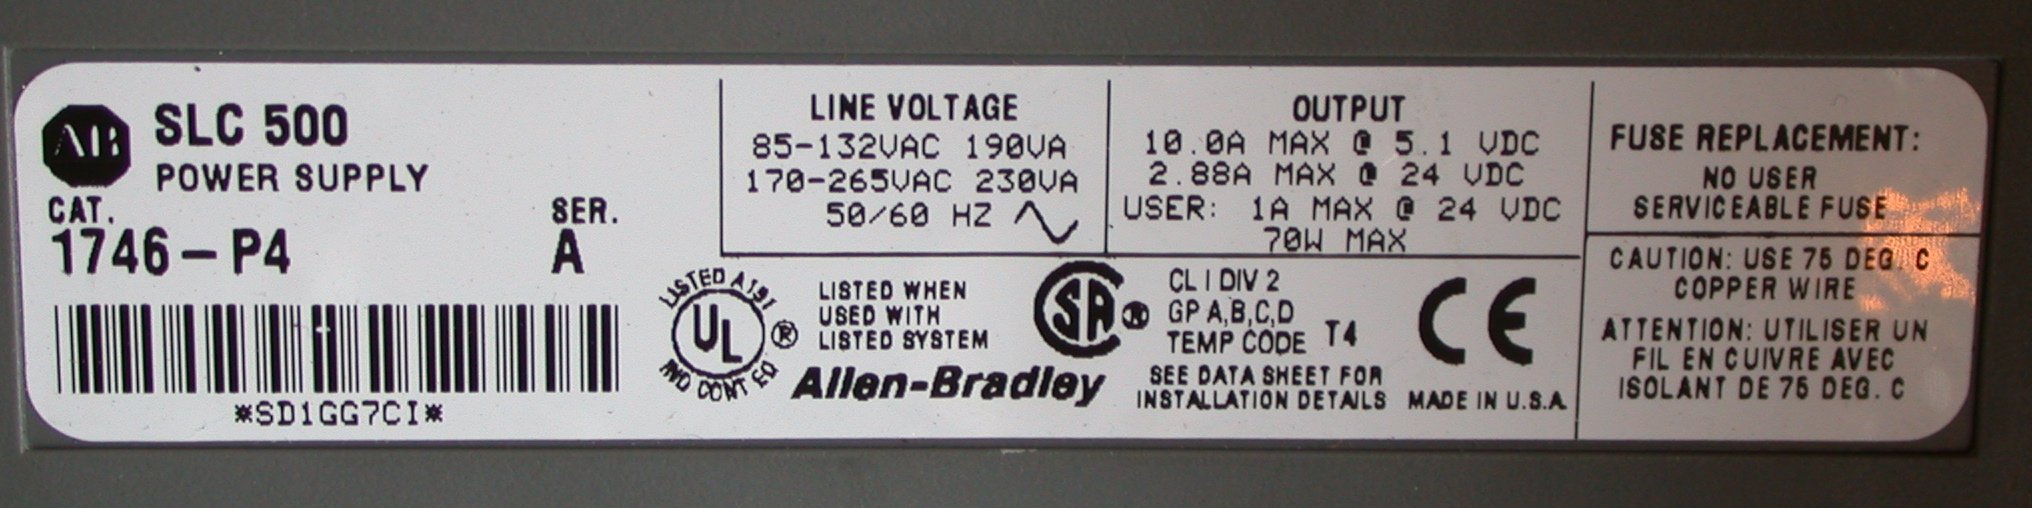 AB
SLC 500
POWER SUPPLY
CAT.
SER.
1746-P4
A
*SD1GG7CI*
LINE VOLTAGE
85-132VAC 190VA
170-265VAC 230VA
50/60 HZ
OUTPUT
10.0A MAX @ 5.1 VDC
2.88A MAX @ 24 VDC
USER: 1A MAX @ 24 VDC
70W MAX
FUSE REPLACEMENT:
NO USER
SERVICEABLE FUSE
LISTED A191
UL ®
IND CONT EQ
LISTED WHEN
USED WITH
LISTED SYSTEM
Allen-Bradley
SA ®
CL I DIV 2
GP A,B,C,D
TEMP CODE T4
SEE DATA SHEET FOR
INSTALLATION DETAILS
CE
MADE IN U.S.A.
CAUTION: USE 75 DEG. C
COPPER WIRE
ATTENTION: UTILISER UN
FIL EN CUIVRE AVEC
ISOLANT DE 75 DEG. C